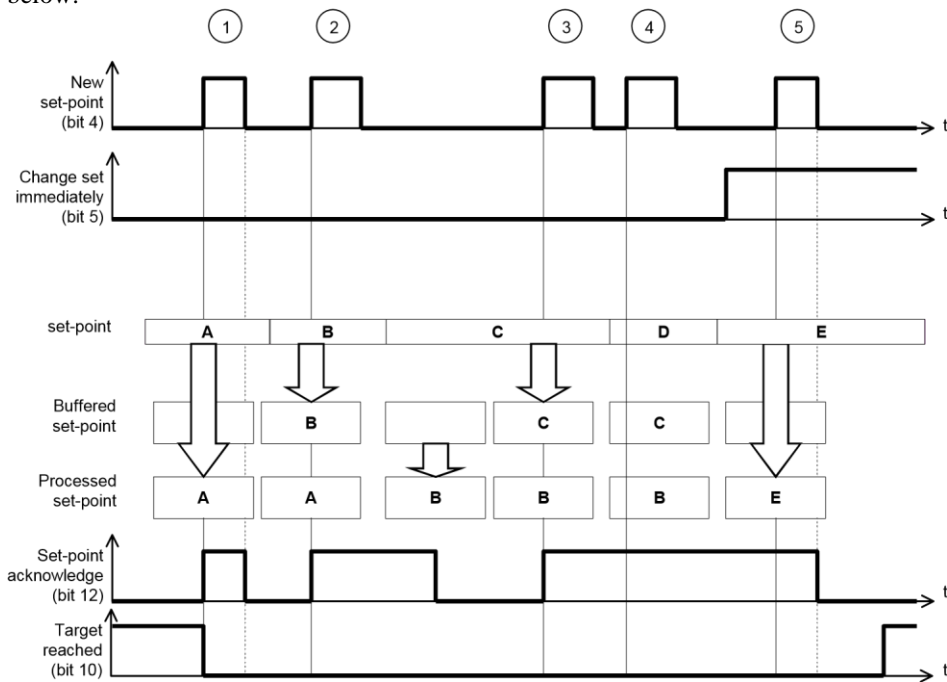 below.
1 2 3 4 5
New
set-point
(bit 4)
t
Change set
immediately
(bit 5)
t
set-point A B C D E
Buffered
set-point
B C C
Processed
set-point
A A B B B E
Set-point
acknowledge
(bit 12)
t
Target
reached
(bit 10)
t